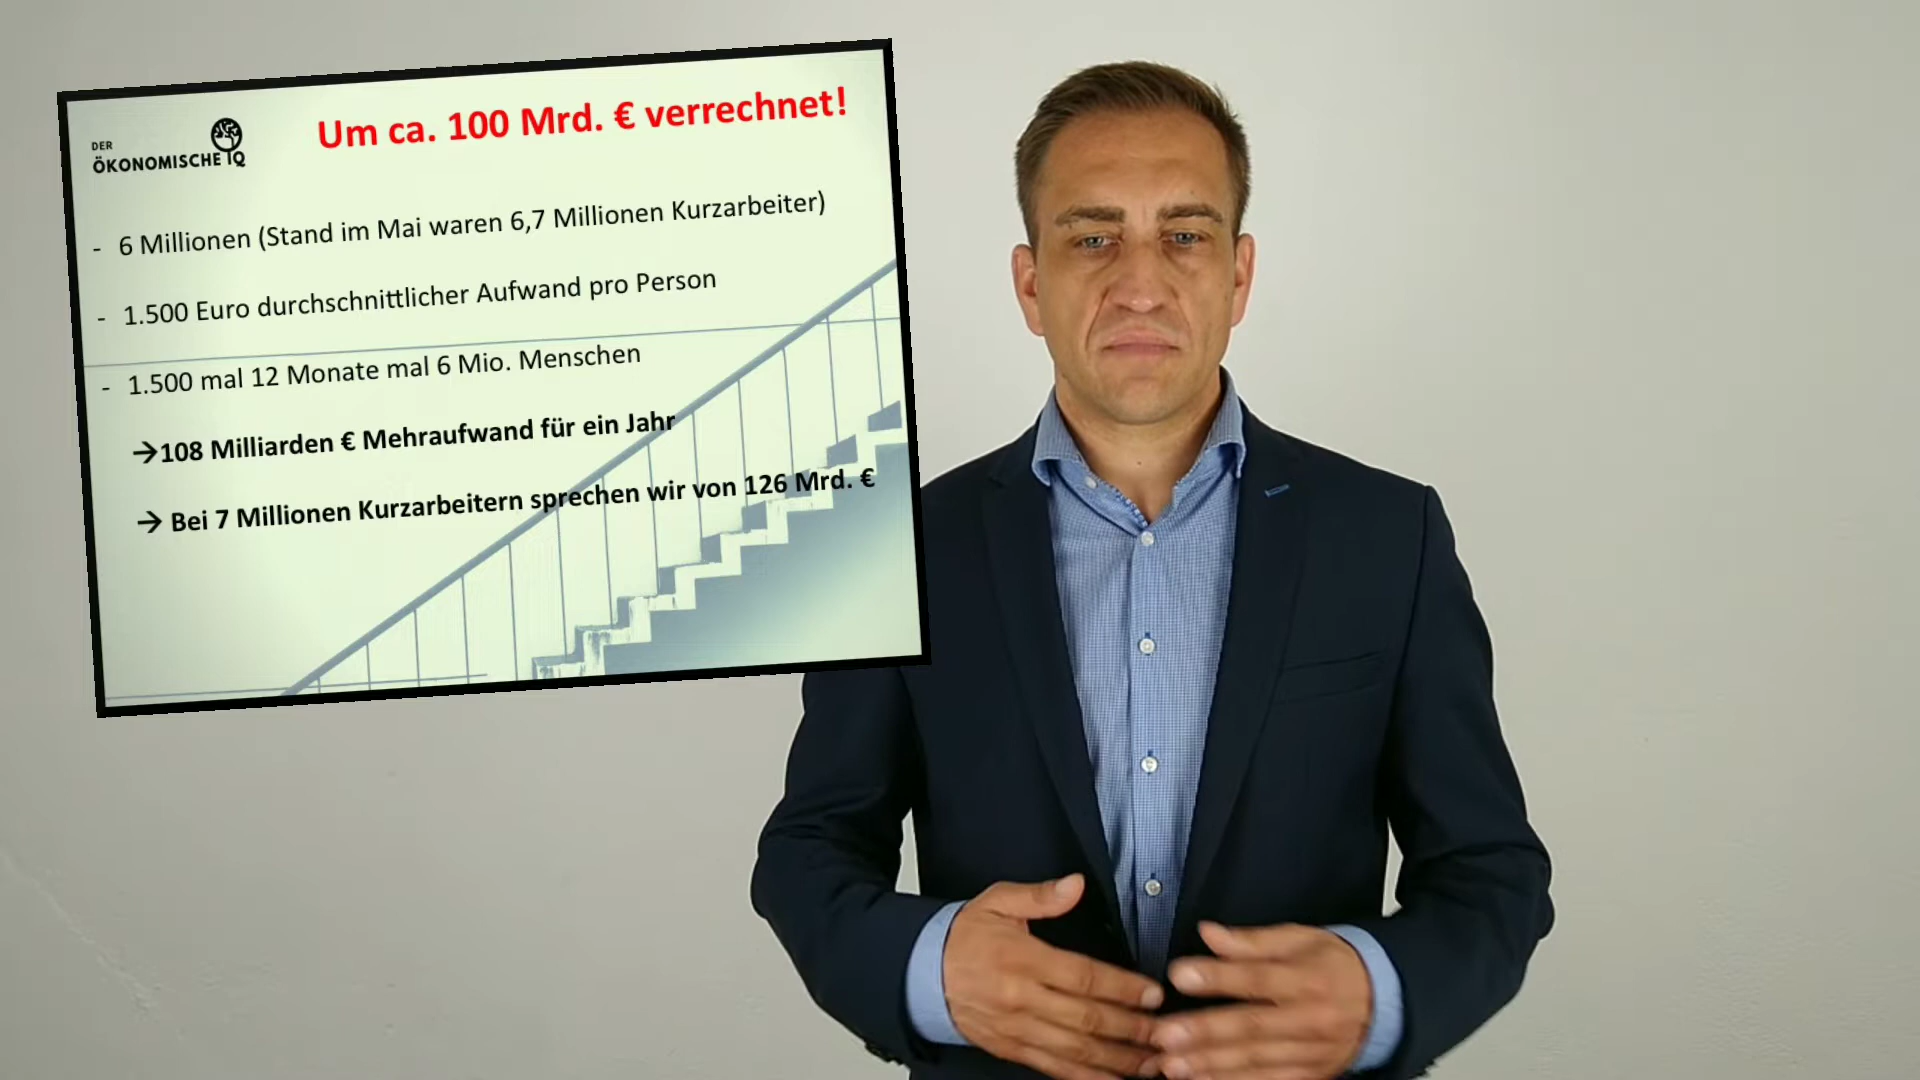 DER
ÖKONOMISCHE IQ
Um ca. 100 Mrd. € verrechnet!
- 6 Millionen (Stand im Mai waren 6,7 Millionen Kurzarbeiter)
- 1.500 Euro durchschnittlicher Aufwand pro Person
- 1.500 mal 12 Monate mal 6 Mio. Menschen
→108 Milliarden € Mehraufwand für ein Jahr
→ Bei 7 Millionen Kurzarbeitern sprechen wir von 126 Mrd. €